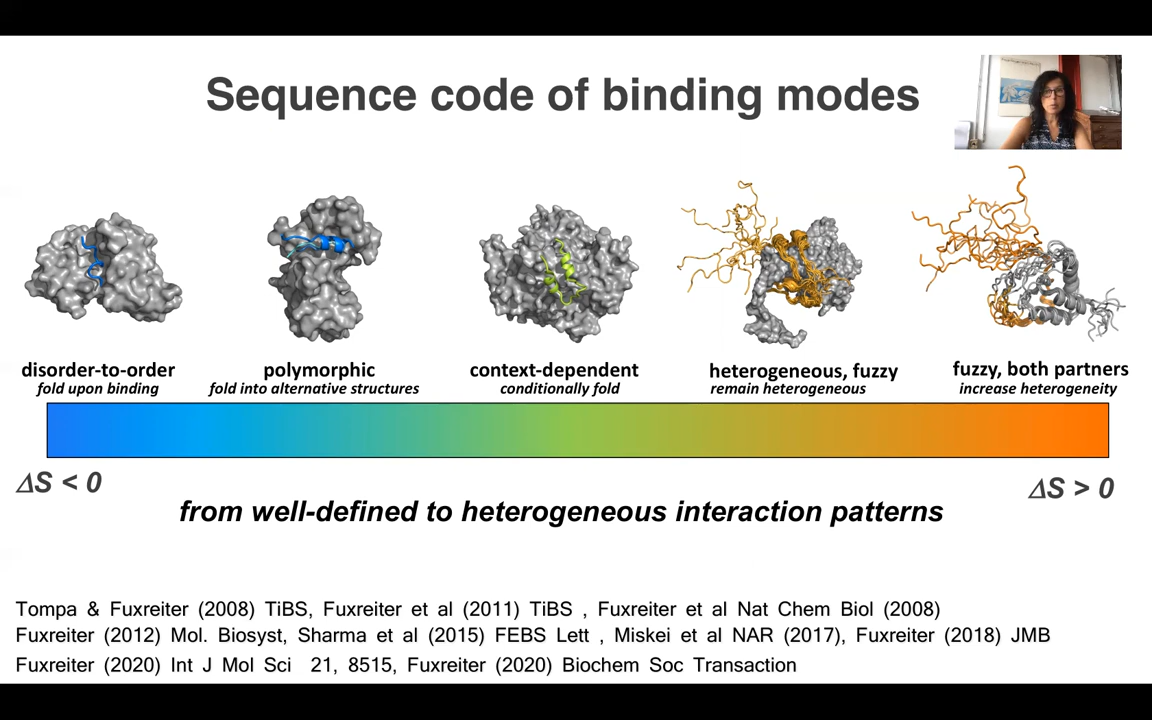 Sequence code of binding modes
disorder-to-order
fold upon binding
polymorphic
fold into alternative structures
context-dependent
conditionally fold
heterogeneous, fuzzy
remain heterogeneous
fuzzy, both partners
increase heterogeneity
ΔS < 0
ΔS > 0
from well-defined to heterogeneous interaction patterns
Tompa & Fuxreiter (2008) TiBS, Fuxreiter et al (2011) TiBS , Fuxreiter et al Nat Chem Biol (2008)
Fuxreiter (2012) Mol. Biosyst, Sharma et al (2015) FEBS Lett , Miskei et al NAR (2017), Fuxreiter (2018) JMB
Fuxreiter (2020) Int J Mol Sci 21, 8515, Fuxreiter (2020) Biochem Soc Transaction